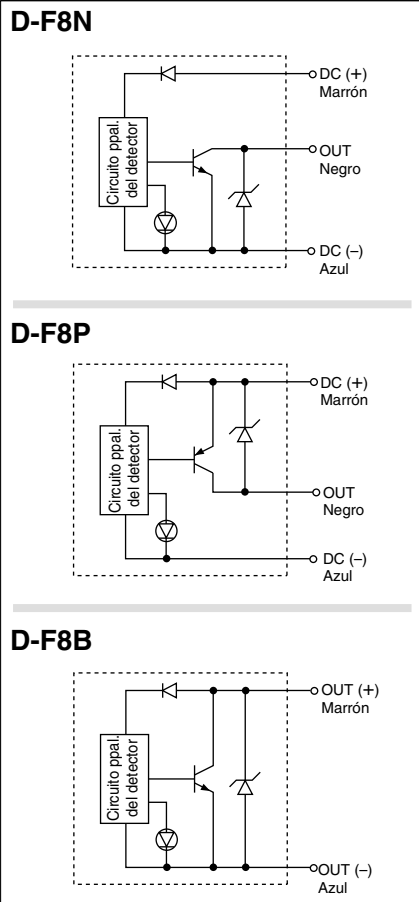 D-F8N
DC (+)
Marrón
Circuito ppal.
del detector
OUT
Negro
DC (–)
Azul
D-F8P
DC (+)
Marrón
Circuito ppal.
del detector
OUT
Negro
DC (–)
Azul
D-F8B
OUT (+)
Marrón
Circuito ppal.
del detector
OUT (–)
Azul